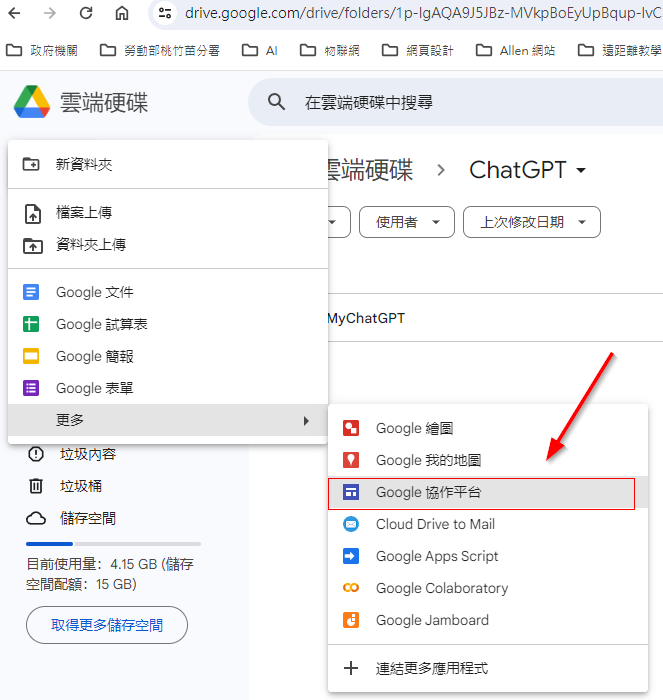 drive.google.com/drive/folders/1p-IgAQA9J5JBz-MVkpBoEyUpBqup-IvC
政府機關 勞動部桃竹苗分署 AI 物聯網 網頁設計 Allen 網站 遠距離教學
雲端硬碟 在雲端硬碟中搜尋
新資料夾
雲端硬碟 ChatGPT
檔案上傳
資料夾上傳
使用者 上次修改日期
Google 文件
Google 試算表
Google 簡報
Google 表單
更多
MyChatGPT
Google 繪圖
Google 我的地圖
Google 協作平台
Cloud Drive to Mail
Google Apps Script
Google Colaboratory
Google Jamboard
連結更多應用程式
垃圾內容
垃圾桶
儲存空間
目前使用量：4.15 GB (儲存
空間配額：15 GB)
取得更多儲存空間